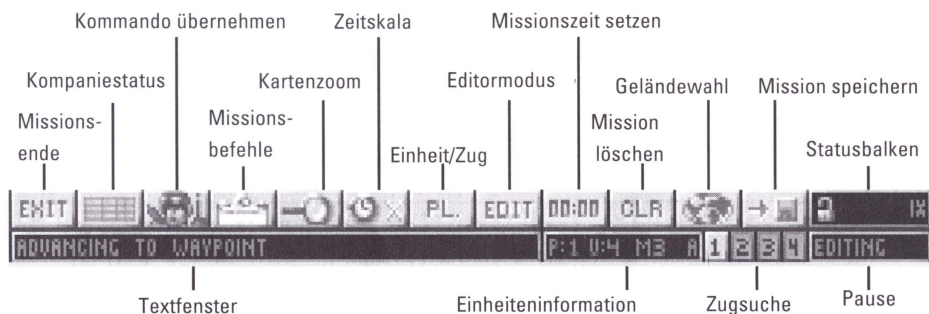 Kommando übernehmen
Zeitskala
Missionszeit setzen
Kompaniestatus
Kartenzoom
Editormodus
Geländewahl
Mission speichern
Missions-
ende
Missions-
befehle
Einheit/Zug
Mission
löschen
Statusbalken
EXIT
PL.
EDIT
00:00
CLR
1X
ADVANCING TO WAYPOINT
P:1 V:4 M3 A
1 2 3 4
EDITING
Textfenster
Einheiteninformation
Zugsuche
Pause